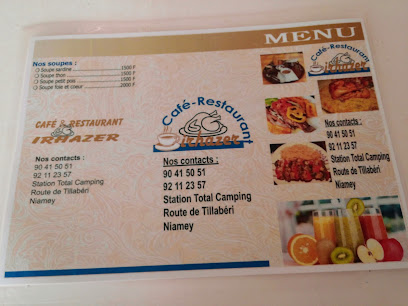 MENU
Nos soupes :
Soupe sardine 1500 F
Soupe thon 1500 F
Soupe petit pois 1500 F
Soupe foie et coeur 2000 F
CAFÉ RESTAURANT
IRHAZER
Nos contacts :
90 41 50 51
92 11 23 57
Station Total Camping
Route de Tillabéri
Niamey
Café-Restaurant
Irhazer
Nos contacts :
90 41 50 51
92 11 23 57
Station Total Camping
Route de Tillabéri
Niamey
Café-Restaurant
Irhazer
Nos contacts :
90 41 50 51
92 11 23 57
Station Total
Camping
Route de Tillabéri
Niamey